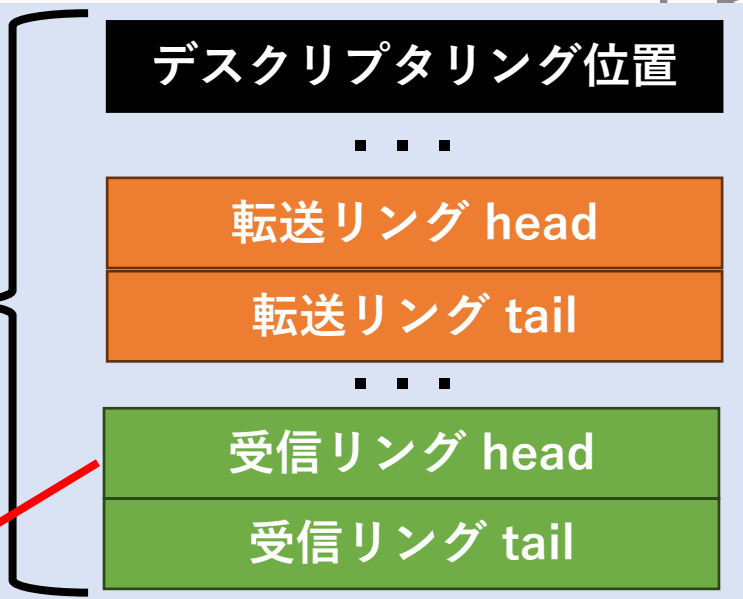 デスクリプタリング位置
...
転送リング head
転送リング tail
...
受信リング head
受信リング tail